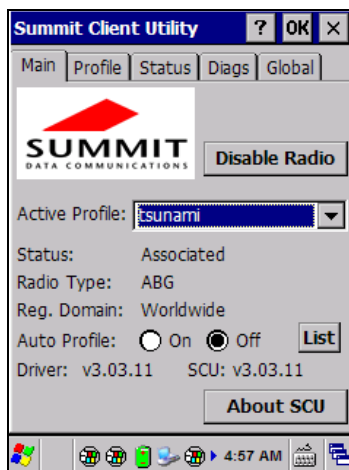 Summit Client Utility ? OK ×
Main Profile Status Diags Global
SUMMIT
DATA COMMUNICATIONS
Disable Radio
Active Profile: tsunami
Status: Associated
Radio Type: ABG
Reg. Domain: Worldwide
Auto Profile: On Off List
Driver: v3.03.11 SCU: v3.03.11
About SCU
4:57 AM